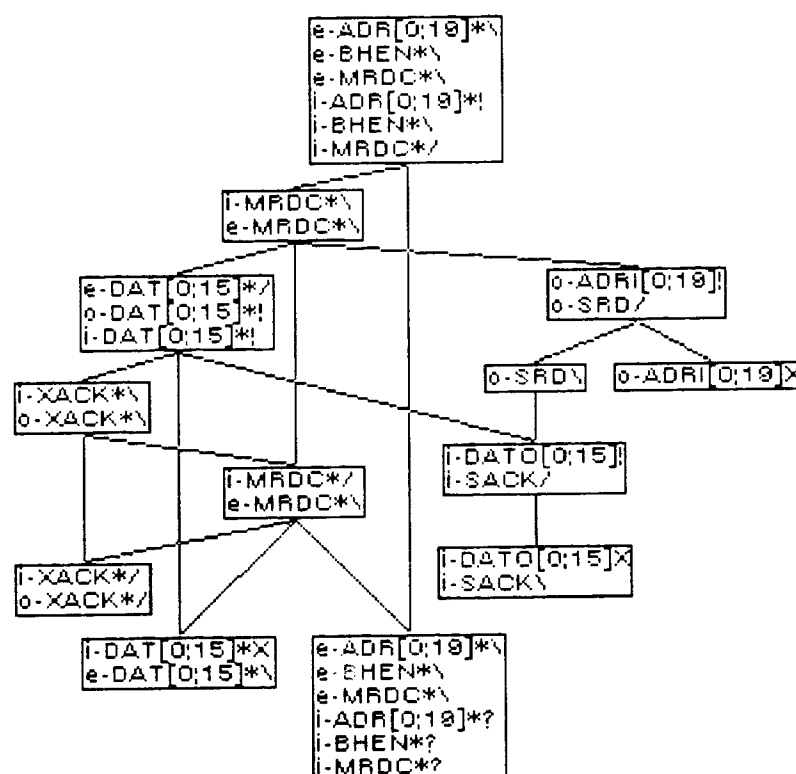 e-ADR[0;19]*\
e-BHEN*\
e-MRDC*\
i-ADR[0;19]*!
i-BHEN*\
i-MRDC*/
i-MRDC*\
e-MRDC*\
e-DAT[0;15]*/
o-DAT[0;15]*!
i-DAT[0;15]*!
o-ADRI[0;19]!
o-SRD/
o-SRD\
o-ADRI[0;19]X
i-XACK*\
o-XACK*\
i-DATO[0;15]!
i-SACK/
i-MRDC*/
e-MRDC*\
i-DATO[0;15]X
i-SACK\
i-XACK*/
o-XACK*/
i-DAT[0;15]*X
e-DAT[0;15]*\
e-ADR[0;19]*\
e-BHEN*\
e-MRDC*\
i-ADR[0;19]*?
i-BHEN*?
i-MRDC*?